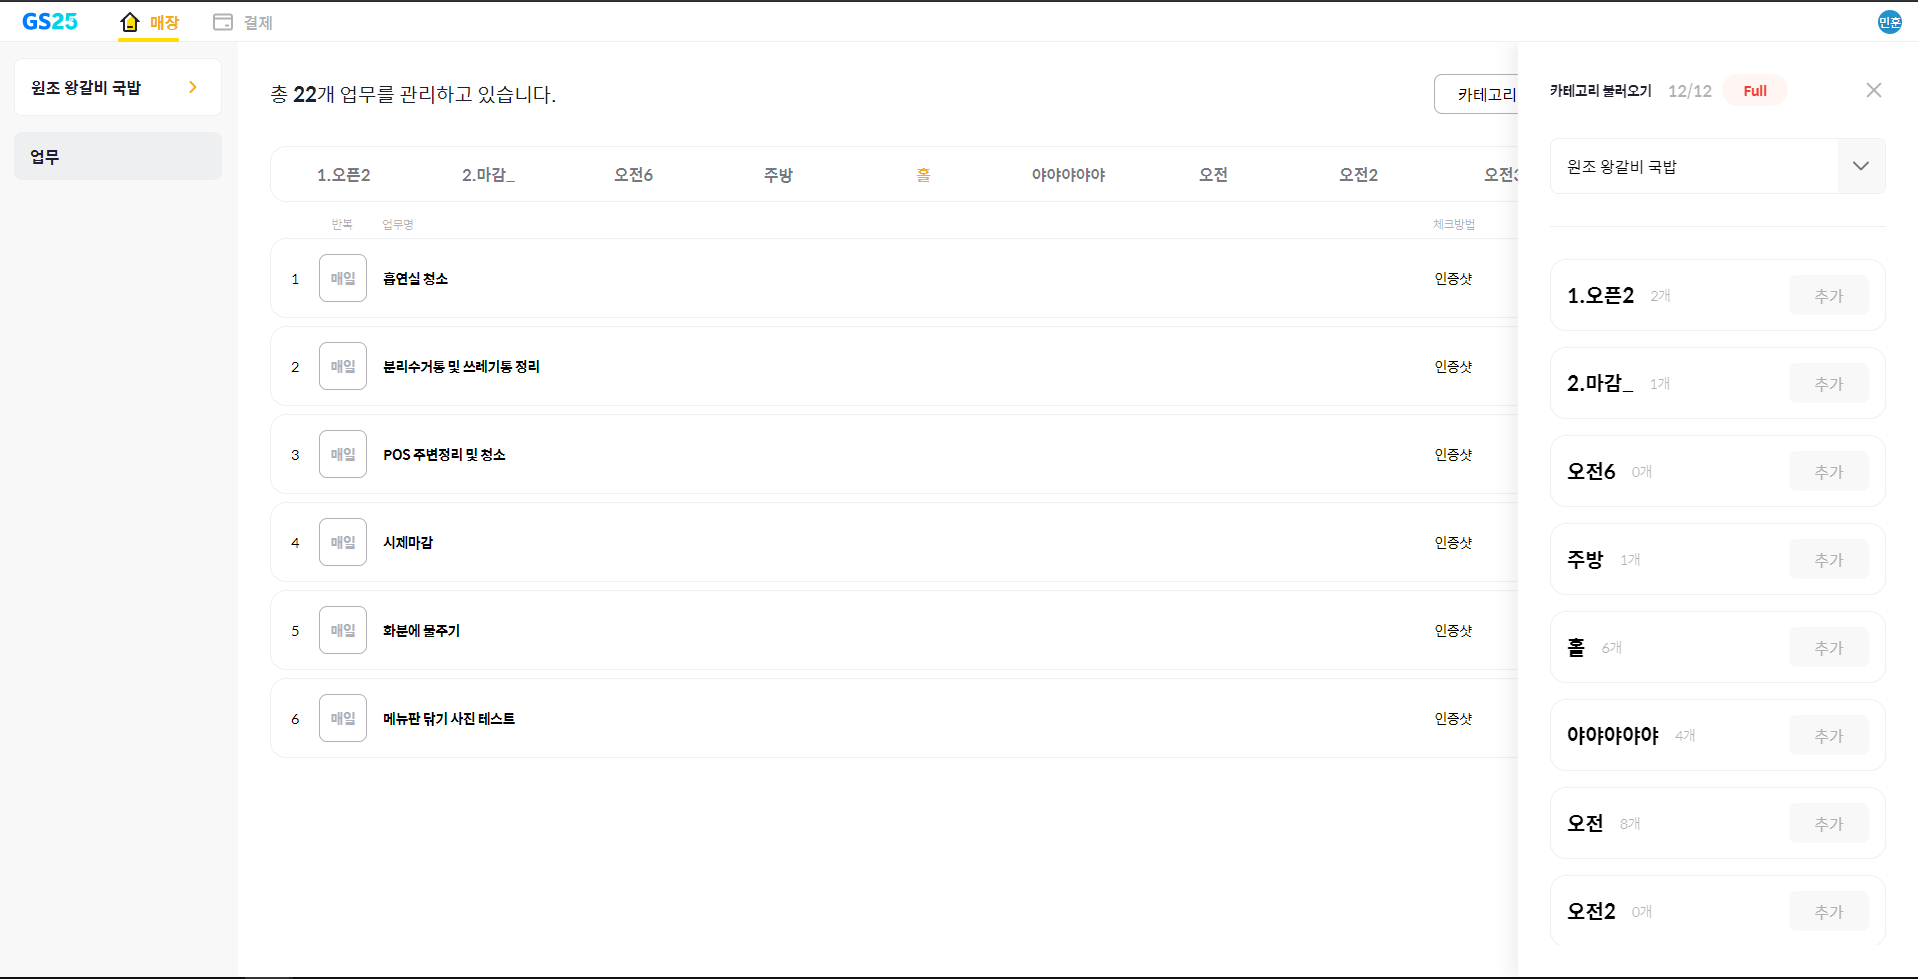 GS25 매장 결제 민훈
원조 왕갈비 국밥
업무
총 22개 업무를 관리하고 있습니다.
카테고리
1.오픈2 2.마감_ 오전6 주방 홀 야야야야야 오전 오전2
반복 업무명 체크방법
1 매일 흡연실 청소 인증샷
2 매일 분리수거통 및 쓰레기통 정리 인증샷
3 매일 POS 주변정리 및 청소 인증샷
4 매일 시제마감 인증샷
5 매일 화분에 물주기 인증샷
6 매일 메뉴판 닦기 사진 테스트 인증샷
카테고리 불러오기 12/12 Full
원조 왕갈비 국밥
1.오픈2 2개 추가
2.마감_ 1개 추가
오전6 0개 추가
주방 1개 추가
홀 6개 추가
야야야야야 4개 추가
오전 8개 추가
오전2 0개 추가